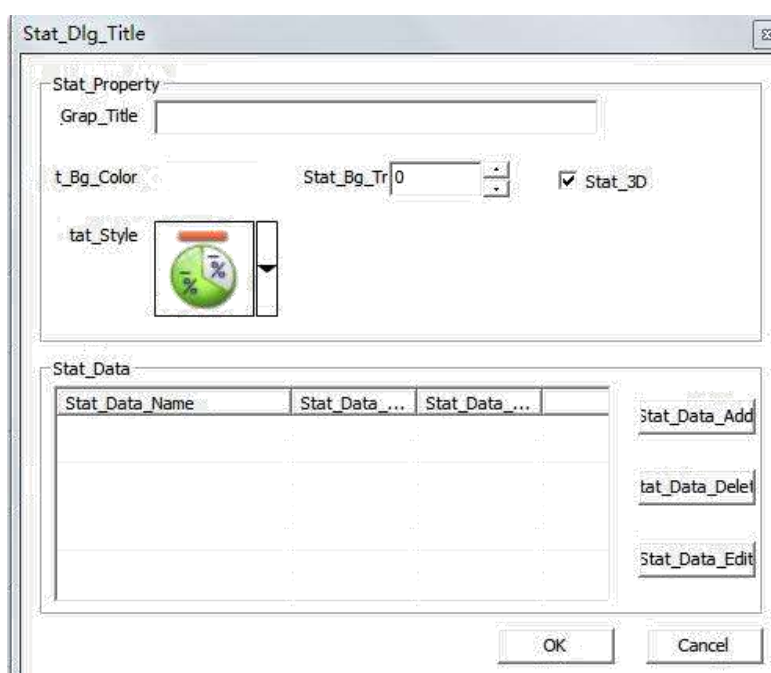 Stat_Dlg_Title
Stat_Property
Grap_Title
t_Bg_Color Stat_Bg_Tr 0 Stat_3D
tat_Style
% %
Stat_Data
Stat_Data_Name Stat_Data_... Stat_Data_...
Stat_Data_Add
tat_Data_Delet
Stat_Data_Edit
OK Cancel